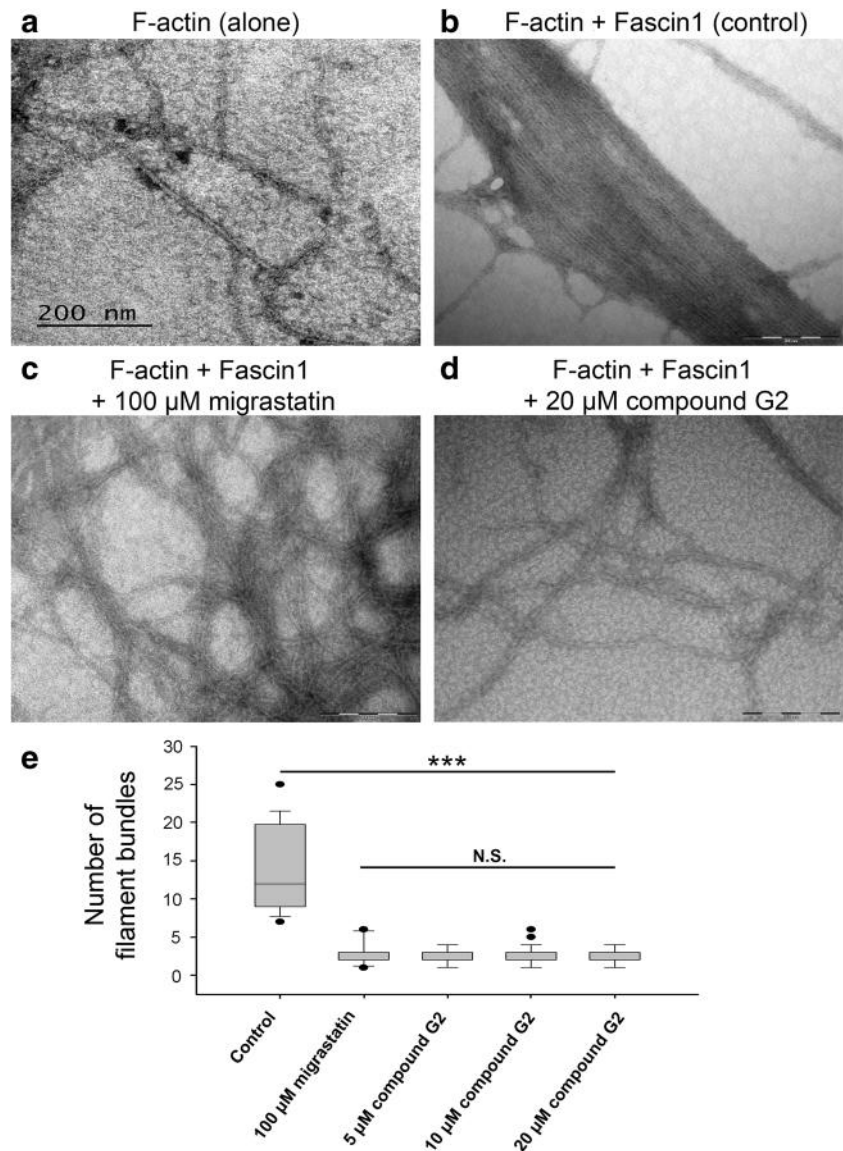 a F-actin (alone)
b F-actin + Fascin1 (control)
200 nm
c F-actin + Fascin1
+ 100 µM migrastatin
d F-actin + Fascin1
+ 20 µM compound G2
e
Number of
filament bundles
30
25
20
15
10
5
0
***
N.S.
Control
100 µM migrastatin
5 µM compound G2
10 µM compound G2
20 µM compound G2